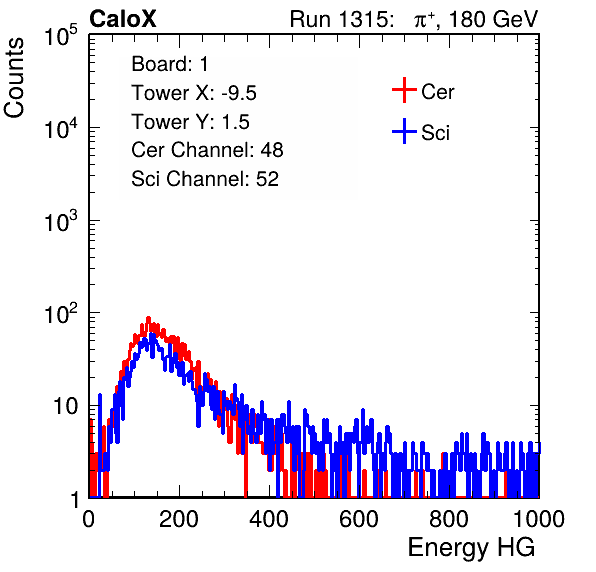 CaloX Run 1315: π⁺, 180 GeV
Counts
10⁵
10⁴
10³
10²
10
1
Board: 1
Tower X: -9.5
Tower Y: 1.5
Cer Channel: 48
Sci Channel: 52
Cer
Sci
0 200 400 600 800 1000
Energy HG